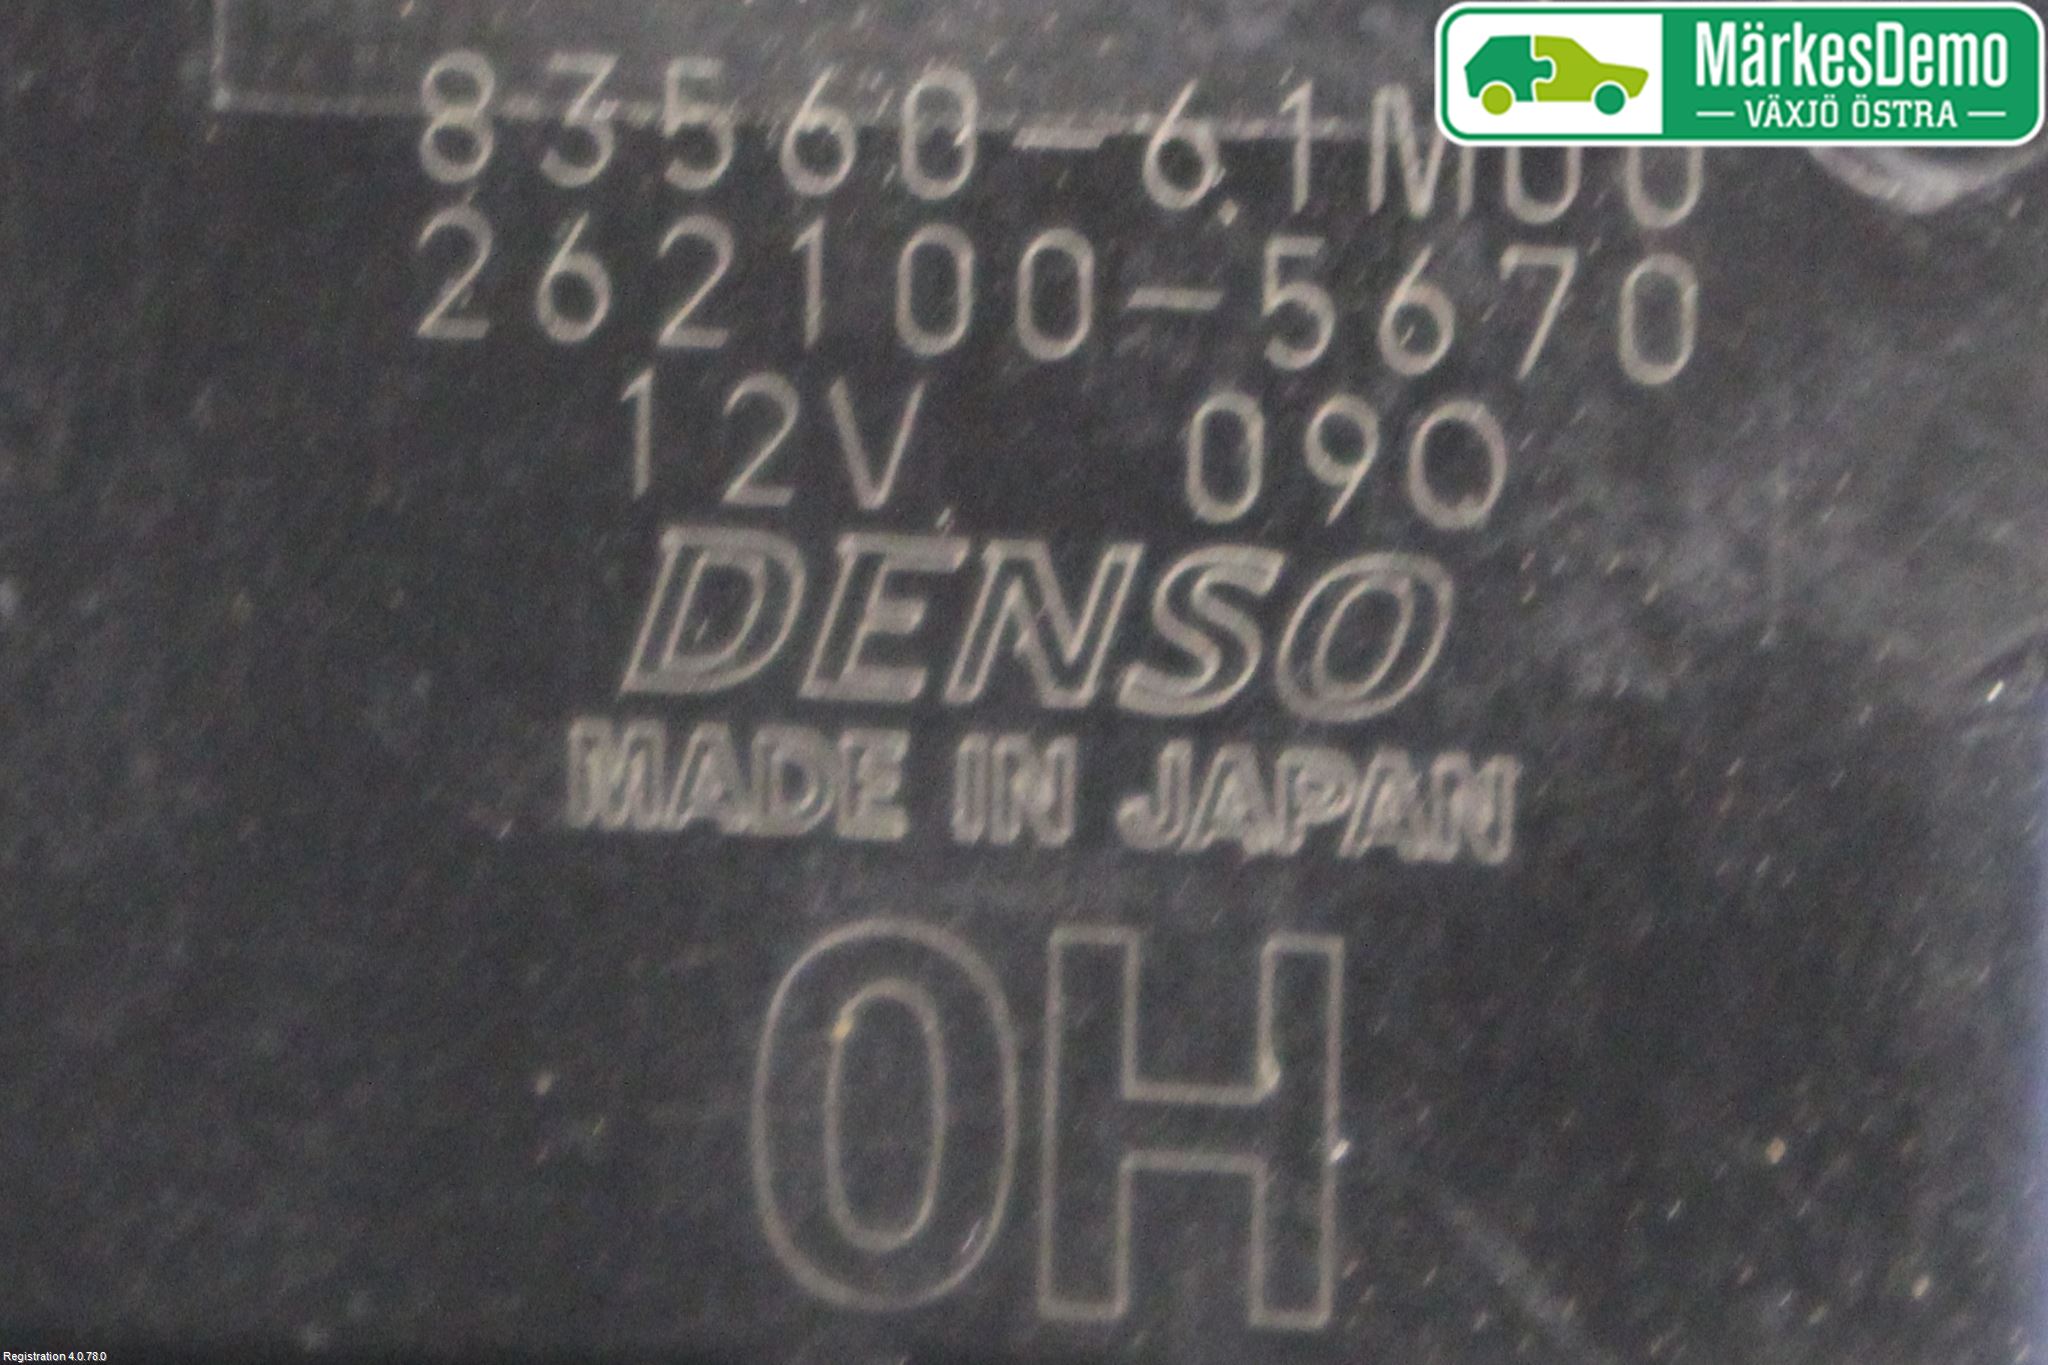 83560-61M00
262100-5670
12V 090
DENSO
MADE IN JAPAN
0H
MärkesDemo
VÄXJÖ ÖSTRA
Registration 4.0.78.0